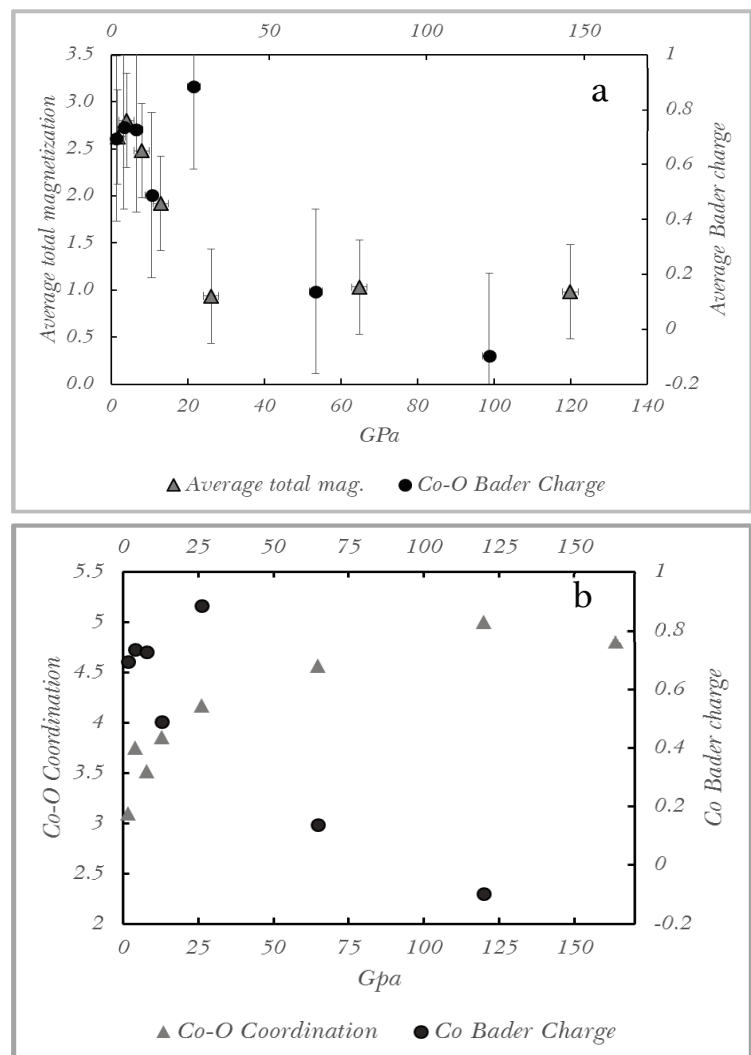 0 50 100 150
3.5 1
3.0 0.8
2.5 0.6
2.0 0.4
1.5 0.2
1.0 0
0.5
0.0 -0.2
Average total magnetization
Average Bader charge
a
0 20 40 60 80 100 120 140
GPa
Average total mag. Co-O Bader Charge
0 25 50 75 100 125 150
5.5 1
5 0.8
4.5 0.6
4 0.4
3.5 0.2
3 0
2.5
2 -0.2
Co-O Coordination
Co Bader charge
b
0 25 50 75 100 125 150
Gpa
Co-O Coordination Co Bader Charge